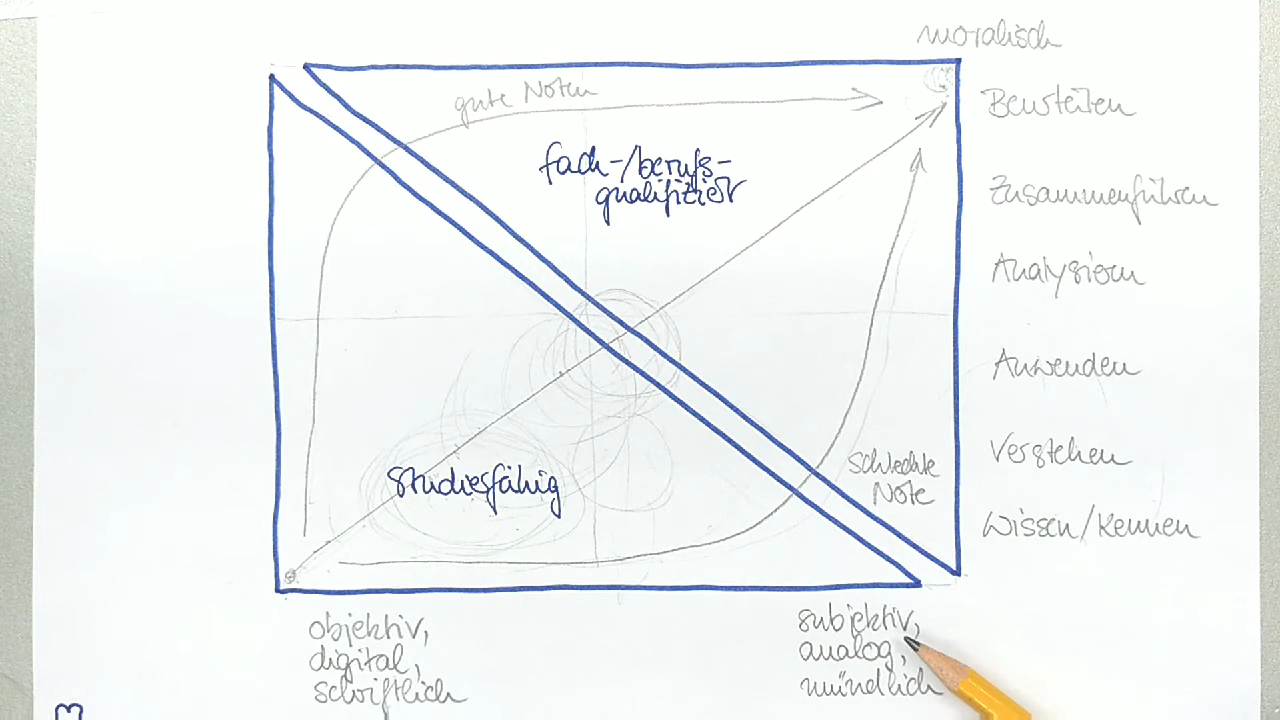 moralisch
gute Noten
Beurteilen
fach-/berufs-
qualifiziert
Zusammenführen
Analysieren
Anwenden
Verstehen
schlechte
Note
studierfähig
Wissen/Kennen
objektiv,
digital,
schriftlich
subjektiv,
analog,
mündlich